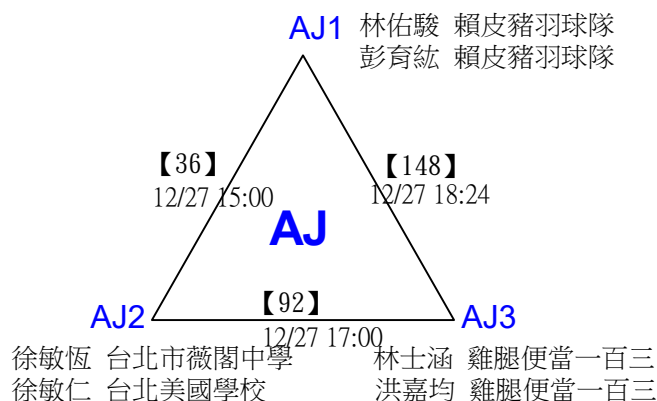 AJ1 林佑駿 賴皮豬羽球隊
彭育紘 賴皮豬羽球隊
【36】 【148】
12/27 15:00 12/27 18:24
AJ
AJ2 【92】 AJ3
12/27 17:00
徐敏恆 台北市薇閣中學 林士涵 雞腿便當一百三
徐敏仁 台北美國學校 洪嘉均 雞腿便當一百三